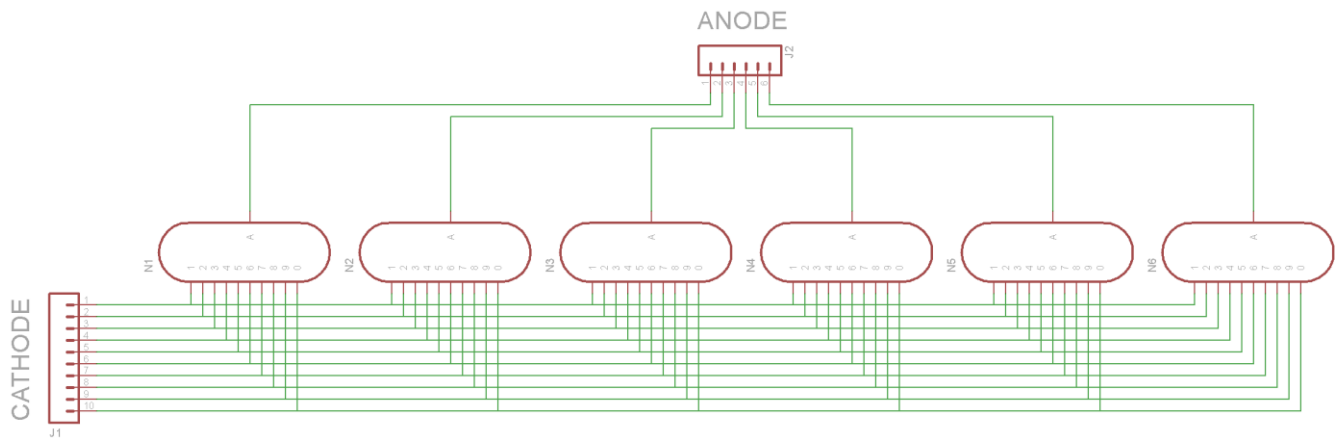 ANODE
J2
1 2 3 4 5 6
A A A A A A
N1 1 2 3 4 5 6 7 8 9 0
N2 1 2 3 4 5 6 7 8 9 0
N3 1 2 3 4 5 6 7 8 9 0
N4 1 2 3 4 5 6 7 8 9 0
N5 1 2 3 4 5 6 7 8 9 0
N6 1 2 3 4 5 6 7 8 9 0
CATHODE
1
2
3
4
5
6
7
8
9
10
J1